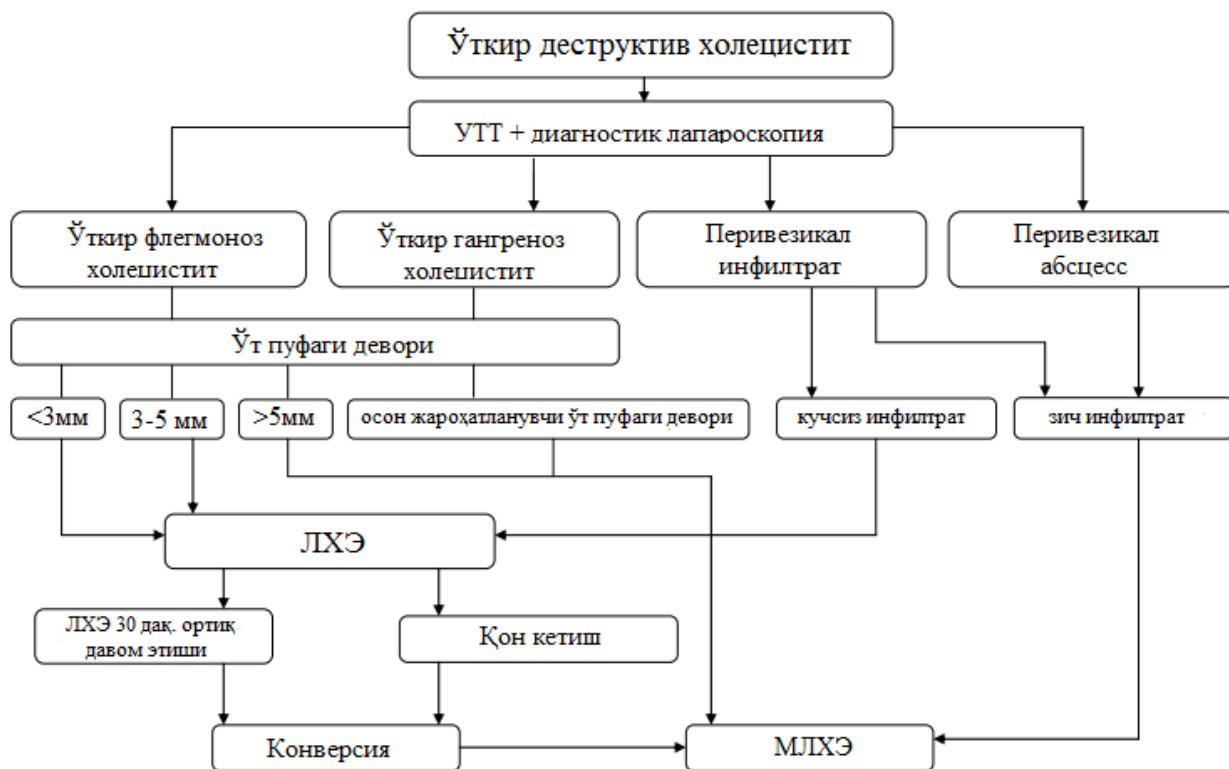 Ўткир деструктив холецистит
УТТ + диагностик лапароскопия
Ўткир флегмоноз
холецистит
Ўткир гангреноз
холецистит
Перивезикал
инфилтрат
Перивезикал
абсцесс
Ўт пуфаги девори
<3мм
3-5 мм
>5мм
осон жароҳатланувчи ўт пуфаги девори
кучсиз инфилтрат
зич инфилтрат
ЛХЭ
ЛХЭ 30 дақ. ортиқ
давом этиши
Қон кетиш
Конверсия
МЛХЭ